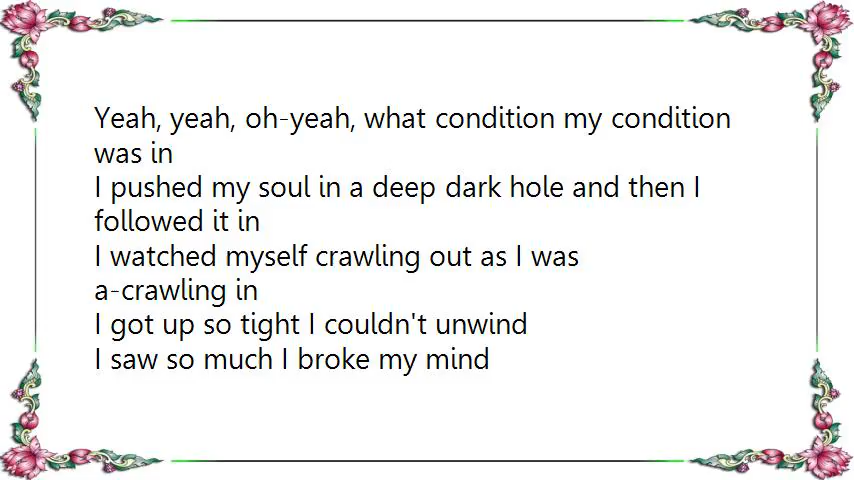 Yeah, yeah, oh-yeah, what condition my condition
was in
I pushed my soul in a deep dark hole and then I
followed it in
I watched myself crawling out as I was
a-crawling in
I got up so tight I couldn't unwind
I saw so much I broke my mind